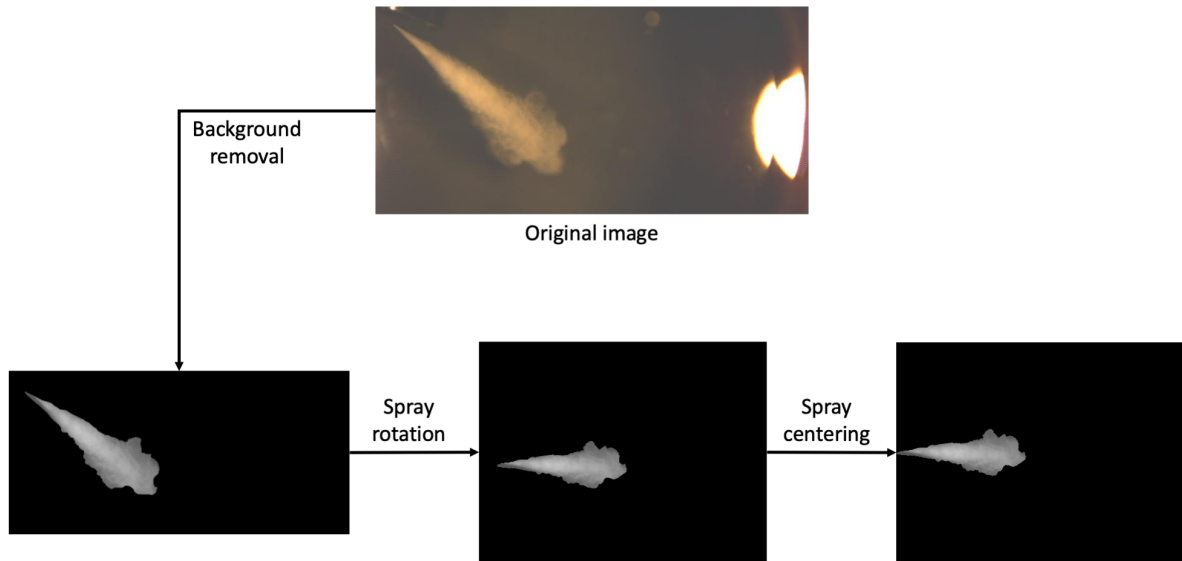 Background
removal
Original image
Spray
rotation
Spray
centering